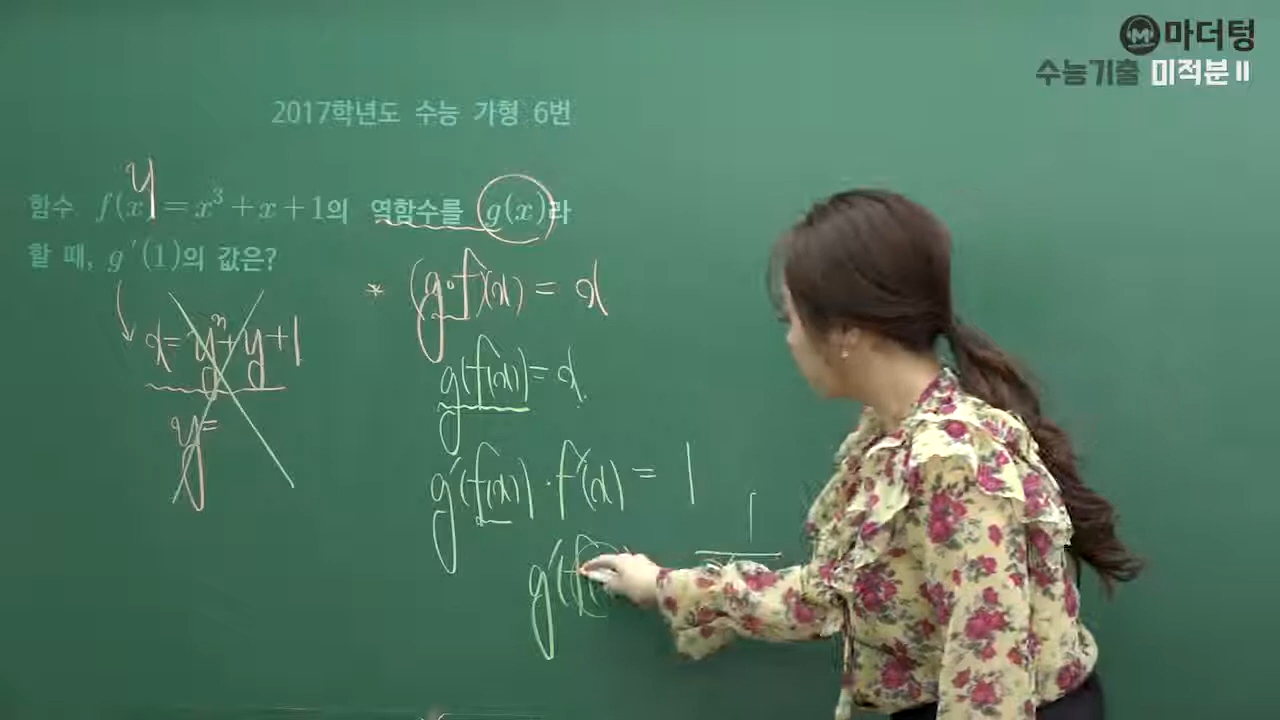 마더텅
수능기출 미적분 II
2017학년도 수능 가형 6번
y
함수 f(x) = x³ + x + 1의 역함수를 g(x)라
할 때, g′(1)의 값은?
* (g∘f)(x) = x
x = y³ + y + 1
g(f(x)) = x
y =
g′(f(x)) · f′(x) = 1
g′(f(
1